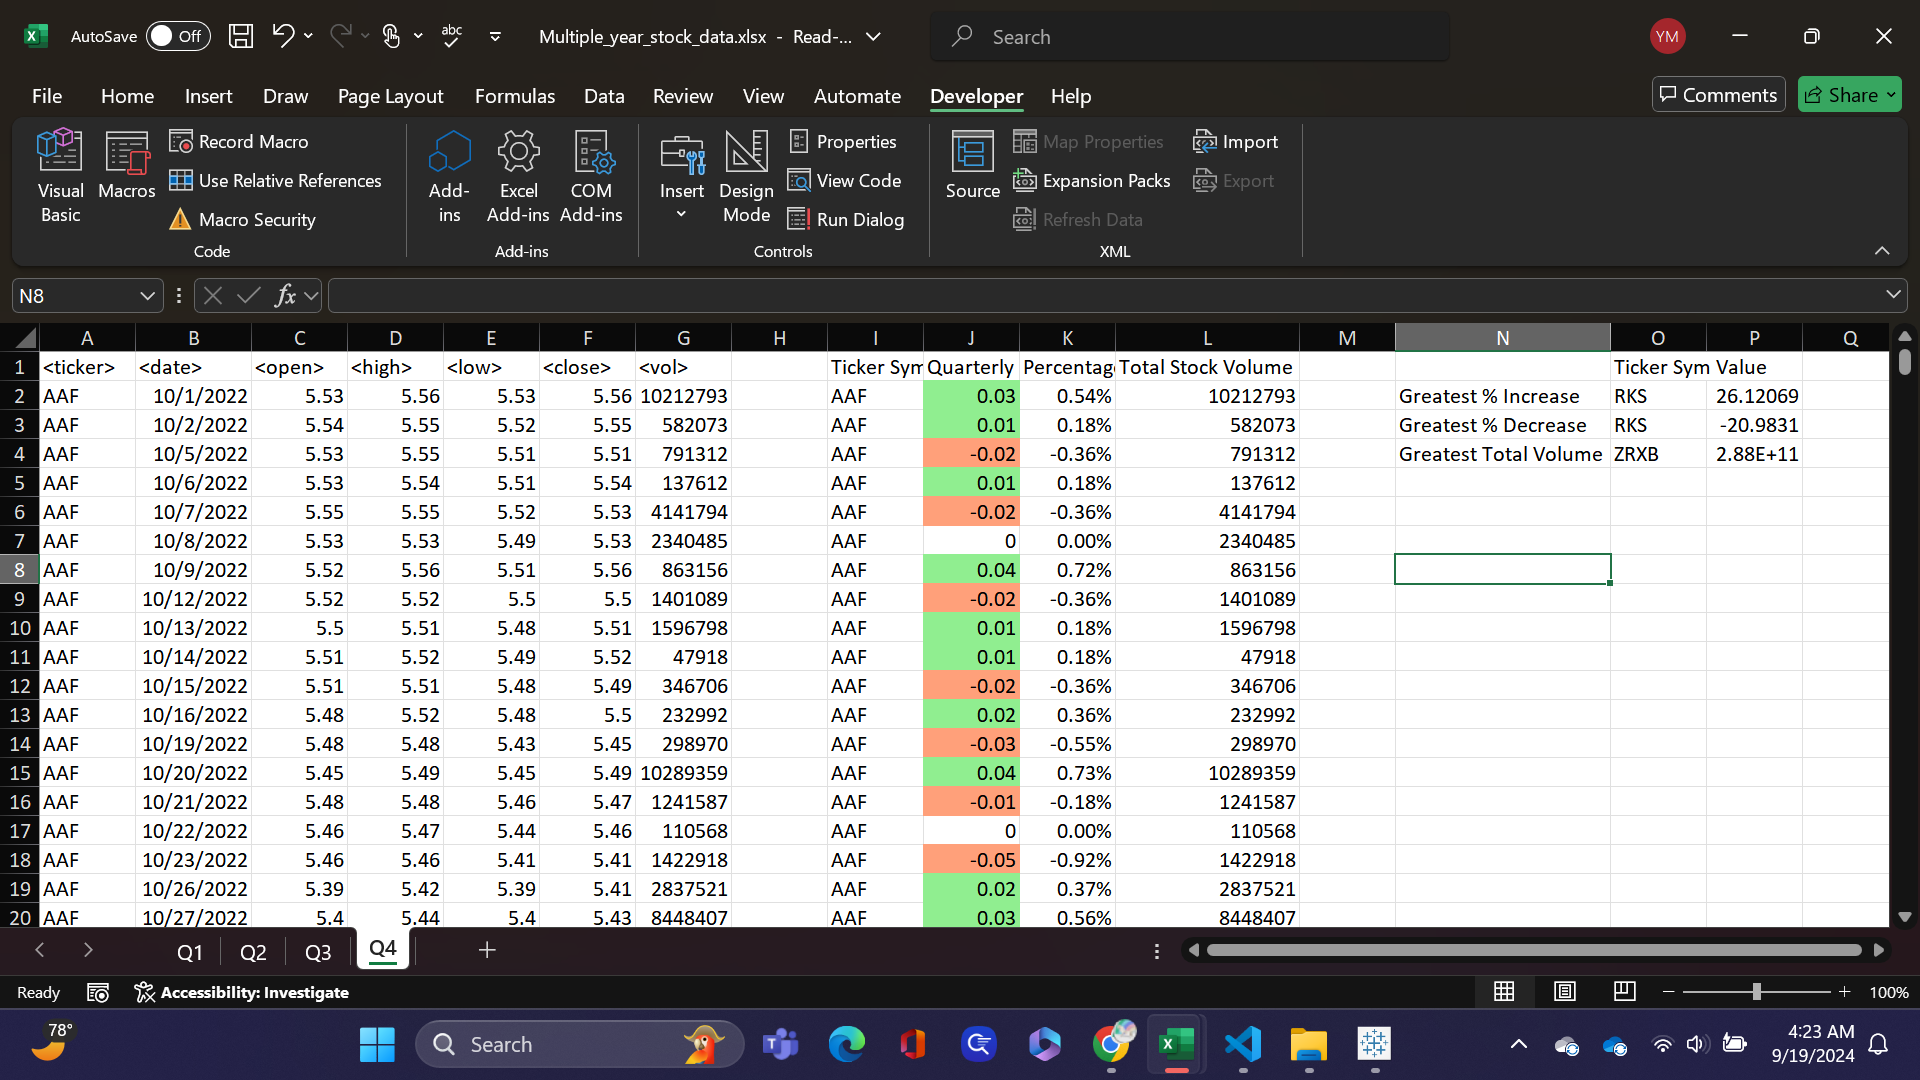 AutoSave Off abc Multiple_year_stock_data.xlsx - Read-... Search YM
File Home Insert Draw Page Layout Formulas Data Review View Automate Developer Help Comments Share
Visual Basic
Macros
Record Macro
Use Relative References
Macro Security
Code
Add-ins
Excel Add-ins
COM Add-ins
Add-ins
Insert
Design Mode
Properties
View Code
Run Dialog
Controls
Source
Map Properties
Expansion Packs
Refresh Data
Import
Export
XML
N8 fx
A B C D E F G H I J K L M N O P Q
1 <ticker> <date> <open> <high> <low> <close> <vol> Ticker Sym Quarterly Percentag Total Stock Volume Ticker Sym Value
2 AAF 10/1/2022 5.53 5.56 5.53 5.56 10212793 AAF 0.03 0.54% 10212793 Greatest % Increase RKS 26.12069
3 AAF 10/2/2022 5.54 5.55 5.52 5.55 582073 AAF 0.01 0.18% 582073 Greatest % Decrease RKS -20.9831
4 AAF 10/5/2022 5.53 5.55 5.51 5.51 791312 AAF -0.02 -0.36% 791312 Greatest Total Volume ZRXB 2.88E+11
5 AAF 10/6/2022 5.53 5.54 5.51 5.54 137612 AAF 0.01 0.18% 137612
6 AAF 10/7/2022 5.55 5.55 5.52 5.53 4141794 AAF -0.02 -0.36% 4141794
7 AAF 10/8/2022 5.53 5.53 5.49 5.53 2340485 AAF 0 0.00% 2340485
8 AAF 10/9/2022 5.52 5.56 5.51 5.56 863156 AAF 0.04 0.72% 863156
9 AAF 10/12/2022 5.52 5.52 5.5 5.5 1401089 AAF -0.02 -0.36% 1401089
10 AAF 10/13/2022 5.5 5.51 5.48 5.51 1596798 AAF 0.01 0.18% 1596798
11 AAF 10/14/2022 5.51 5.52 5.49 5.52 47918 AAF 0.01 0.18% 47918
12 AAF 10/15/2022 5.51 5.51 5.48 5.49 346706 AAF -0.02 -0.36% 346706
13 AAF 10/16/2022 5.48 5.52 5.48 5.5 232992 AAF 0.02 0.36% 232992
14 AAF 10/19/2022 5.48 5.48 5.43 5.45 298970 AAF -0.03 -0.55% 298970
15 AAF 10/20/2022 5.45 5.49 5.45 5.49 10289359 AAF 0.04 0.73% 10289359
16 AAF 10/21/2022 5.48 5.48 5.46 5.47 1241587 AAF -0.01 -0.18% 1241587
17 AAF 10/22/2022 5.46 5.47 5.44 5.46 110568 AAF 0 0.00% 110568
18 AAF 10/23/2022 5.46 5.46 5.41 5.41 1422918 AAF -0.05 -0.92% 1422918
19 AAF 10/26/2022 5.39 5.42 5.39 5.41 2837521 AAF 0.02 0.37% 2837521
20 AAF 10/27/2022 5.4 5.44 5.4 5.43 8448407 AAF 0.03 0.56% 8448407
Q1 Q2 Q3 Q4
Ready Accessibility: Investigate 100%
78° Search 4:23 AM
9/19/2024